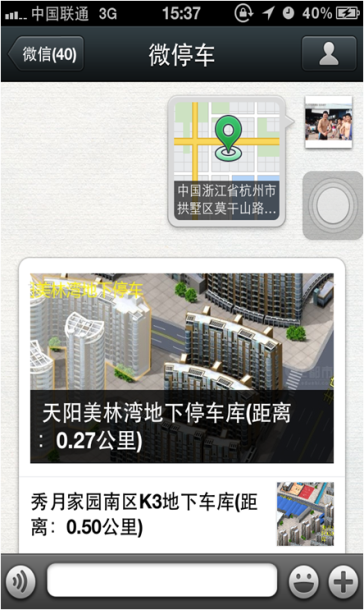 中国联通 3G 15:37 40%
微信(40) 微停车
中国浙江省杭州市
拱墅区莫干山路...
美林湾地下停车
天阳美林湾地下停车库(距离
：0.27公里)
秀月家园南区K3地下车库(距
离：0.50公里)